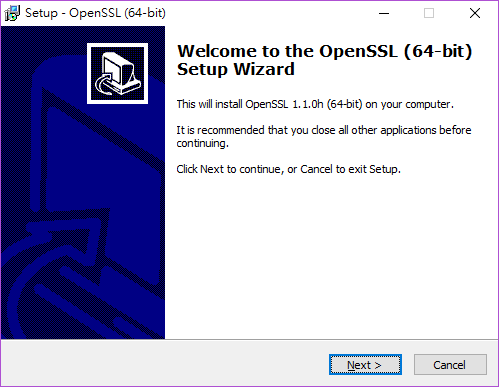 Setup - OpenSSL (64-bit)
Welcome to the OpenSSL (64-bit)
Setup Wizard
This will install OpenSSL 1.1.0h (64-bit) on your computer.
It is recommended that you close all other applications before
continuing.
Click Next to continue, or Cancel to exit Setup.
Next >
Cancel